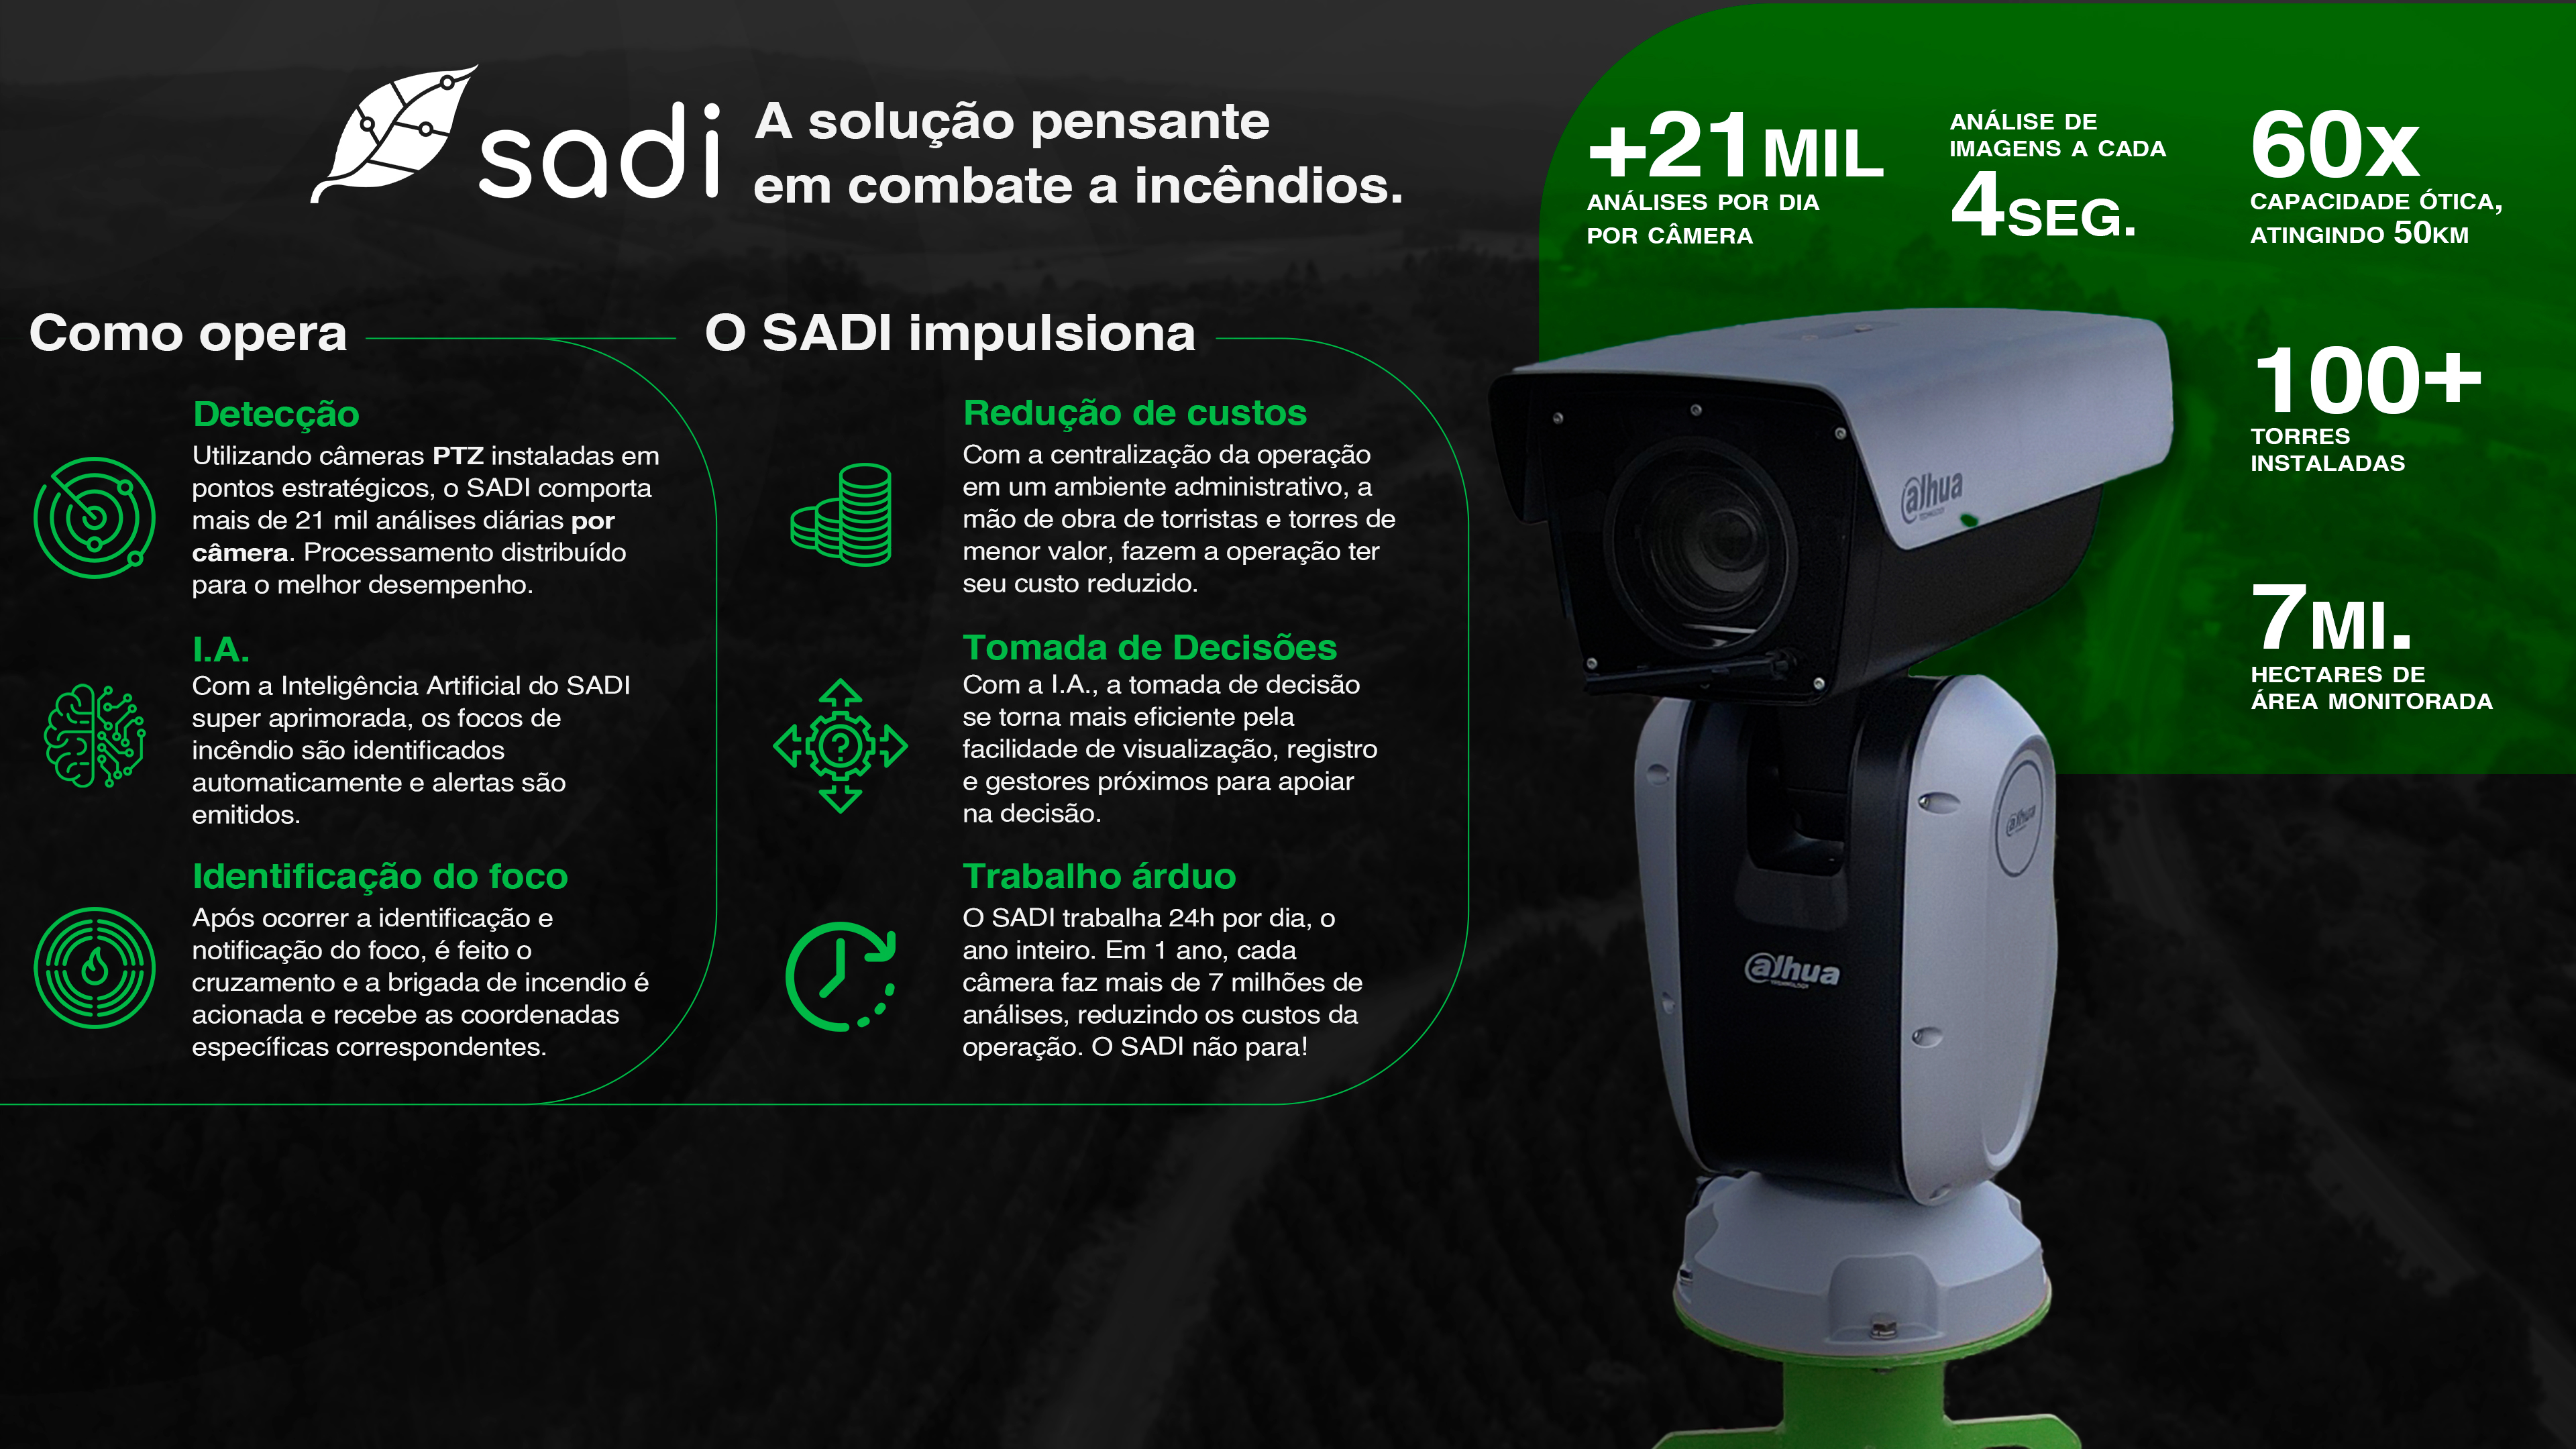 sadi
A solução pensante
em combate a incêndios.
+21 MIL
ANÁLISES POR DIA
POR CÂMERA
ANÁLISE DE
IMAGENS A CADA
4SEG.
60x
CAPACIDADE ÓTICA,
ATINGINDO 50KM
100+
TORRES
INSTALADAS
7MI.
HECTARES DE
ÁREA MONITORADA
Como opera
Detecção
Utilizando câmeras PTZ instaladas em
pontos estratégicos, o SADI comporta
mais de 21 mil análises diárias por
câmera. Processamento distribuído
para o melhor desempenho.
I.A.
Com a Inteligência Artificial do SADI
super aprimorada, os focos de
incêndio são identificados
automaticamente e alertas são
emitidos.
Identificação do foco
Após ocorrer a identificação e
notificação do foco, é feito o
cruzamento e a brigada de incendio é
acionada e recebe as coordenadas
específicas correspondentes.
O SADI impulsiona
Redução de custos
Com a centralização da operação
em um ambiente administrativo, a
mão de obra de torristas e torres de
menor valor, fazem a operação ter
seu custo reduzido.
Tomada de Decisões
Com a I.A., a tomada de decisão
se torna mais eficiente pela
facilidade de visualização, registro
e gestores próximos para apoiar
na decisão.
Trabalho árduo
O SADI trabalha 24h por dia, o
ano inteiro. Em 1 ano, cada
câmera faz mais de 7 milhões de
análises, reduzindo os custos da
operação. O SADI não para!
alhua
TECHNOLOGY
alhua
alhua
TECHNOLOGY